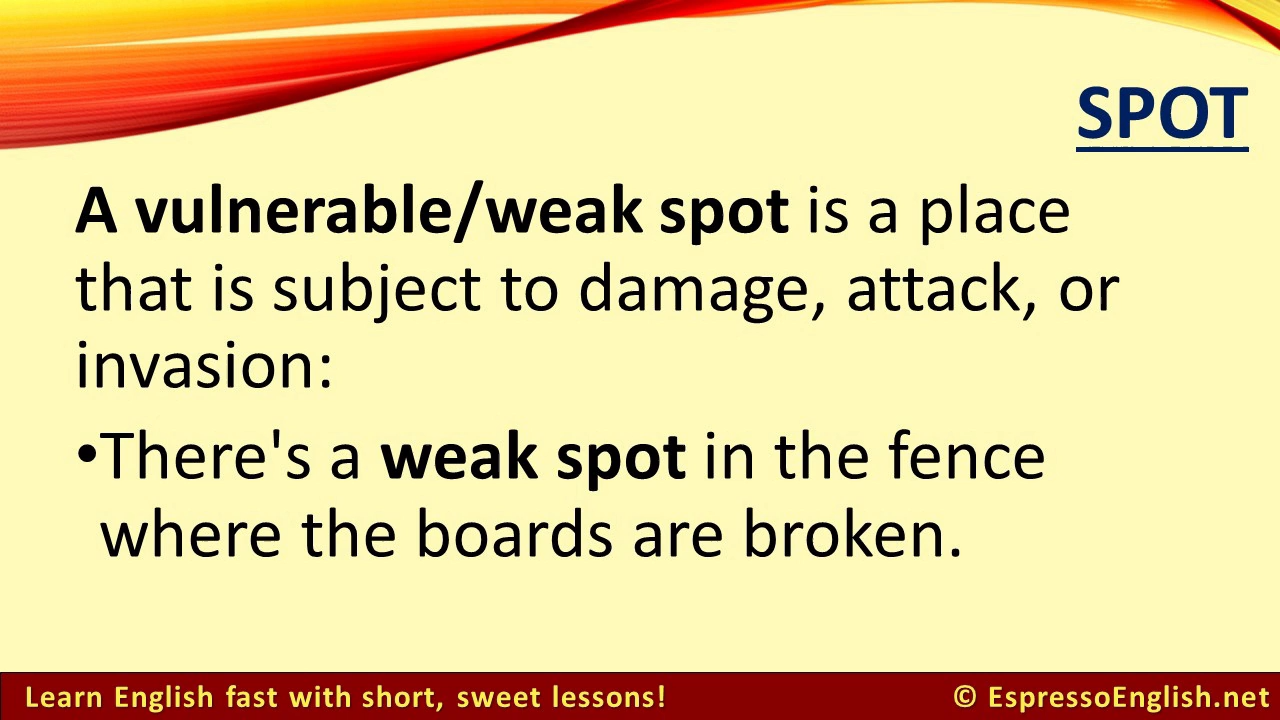 SPOT
A vulnerable/weak spot is a place
that is subject to damage, attack, or
invasion:
•There's a weak spot in the fence
where the boards are broken.
Learn English fast with short, sweet lessons!
© EspressoEnglish.net